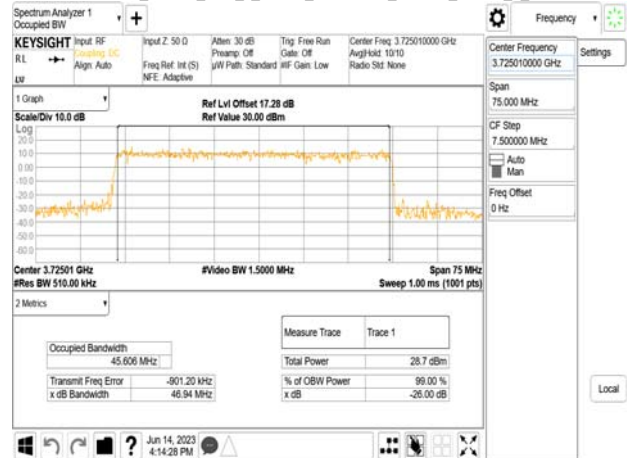 Spectrum Analyzer 1
Occupied BW
Frequency
KEYSIGHT
Input: RF
Coupling: DC
Align: Auto
RL
LU
Input Z: 50 Ω
Freq Ref: Int (S)
NFE: Adaptive
Atten: 30 dB
Preamp: Off
µW Path: Standard
Trig: Free Run
Gate: Off
#IF Gain: Low
Center Freq: 3.725010000 GHz
Avg|Hold: 10/10
Radio Std: None
Center Frequency
3.725010000 GHz
Settings
Span
75.000 MHz
CF Step
7.500000 MHz
Auto
Man
Freq Offset
0 Hz
Local
1 Graph
Scale/Div 10.0 dB
Ref Lvl Offset 17.28 dB
Ref Value 30.00 dBm
Log
20.0
10.0
0.00
-10.0
-20.0
-30.0
-40.0
-50.0
-60.0
Center 3.72501 GHz
#Res BW 510.00 kHz
#Video BW 1.5000 MHz
Span 75 MHz
Sweep 1.00 ms (1001 pts)
2 Metrics
Occupied Bandwidth
45.606 MHz
Transmit Freq Error -901.20 kHz
x dB Bandwidth 46.94 MHz
Measure Trace Trace 1
Total Power 28.7 dBm
% of OBW Power 99.00 %
x dB -26.00 dB
?
Jun 14, 2023
4:14:28 PM